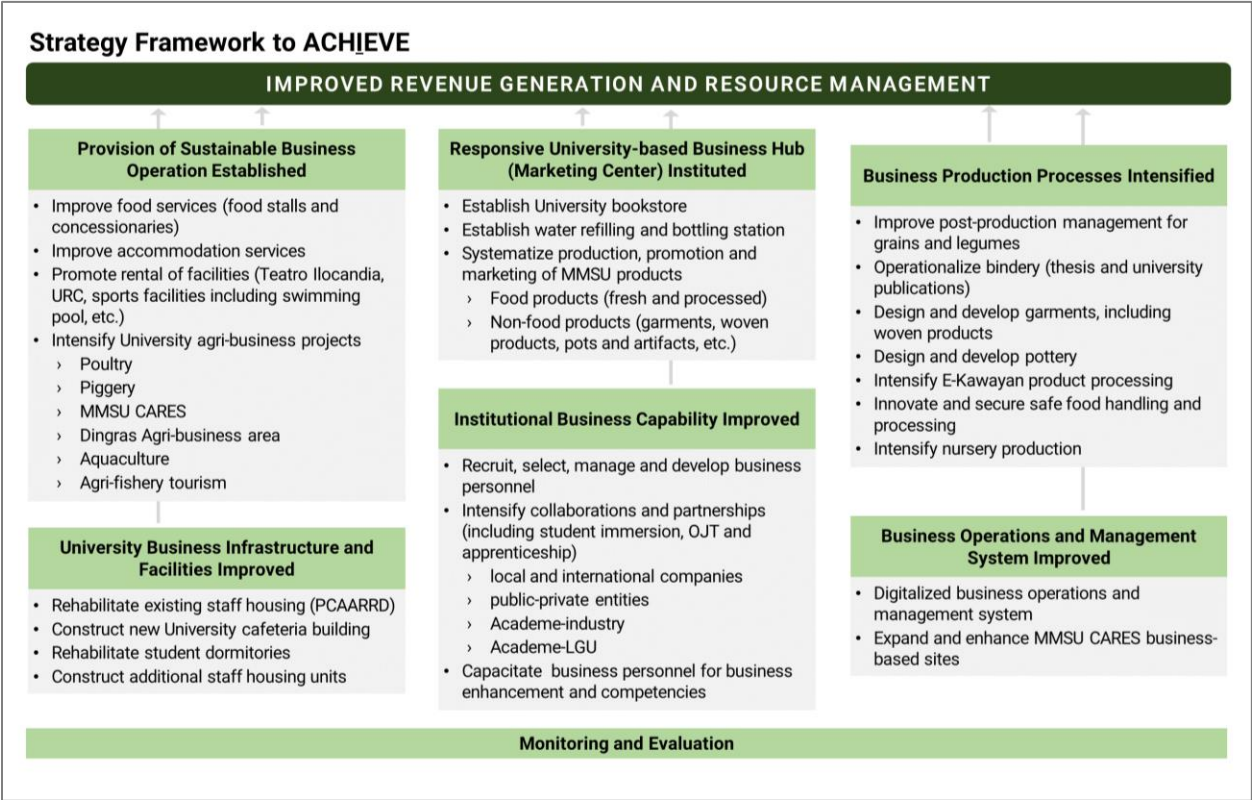 Strategy Framework to ACHIEVE
IMPROVED REVENUE GENERATION AND RESOURCE MANAGEMENT
Provision of Sustainable Business
Operation Established
• Improve food services (food stalls and
concessionaries)
• Improve accommodation services
• Promote rental of facilities (Teatro Ilocandia,
URC, sports facilities including swimming
pool, etc.)
• Intensify University agri-business projects
› Poultry
› Piggery
› MMSU CARES
› Dingras Agri-business area
› Aquaculture
› Agri-fishery tourism
University Business Infrastructure and
Facilities Improved
• Rehabilitate existing staff housing (PCAARRD)
• Construct new University cafeteria building
• Rehabilitate student dormitories
• Construct additional staff housing units
Responsive University-based Business Hub
(Marketing Center) Instituted
• Establish University bookstore
• Establish water refilling and bottling station
• Systematize production, promotion and
marketing of MMSU products
› Food products (fresh and processed)
› Non-food products (garments, woven
products, pots and artifacts, etc.)
Institutional Business Capability Improved
• Recruit, select, manage and develop business
personnel
• Intensify collaborations and partnerships
(including student immersion, OJT and
apprenticeship)
› local and international companies
› public-private entities
› Academe-industry
› Academe-LGU
• Capacitate business personnel for business
enhancement and competencies
Business Production Processes Intensified
• Improve post-production management for
grains and legumes
• Operationalize bindery (thesis and university
publications)
• Design and develop garments, including
woven products
• Design and develop pottery
• Intensify E-Kawayan product processing
• Innovate and secure safe food handling and
processing
• Intensify nursery production
Business Operations and Management
System Improved
• Digitalized business operations and
management system
• Expand and enhance MMSU CARES business-
based sites
Monitoring and Evaluation